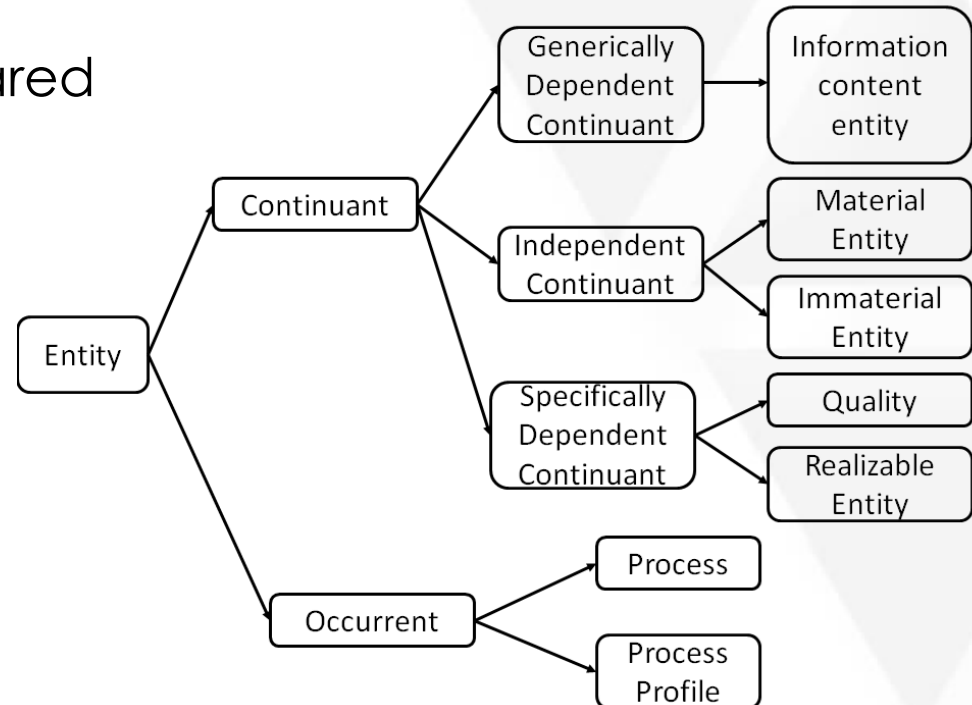 Generically
Dependent
Continuant
Information
content
entity
Continuant
Independent
Continuant
Material
Entity
Immaterial
Entity
Entity
Specifically
Dependent
Continuant
Quality
Realizable
Entity
Occurrent
Process
Process
Profile